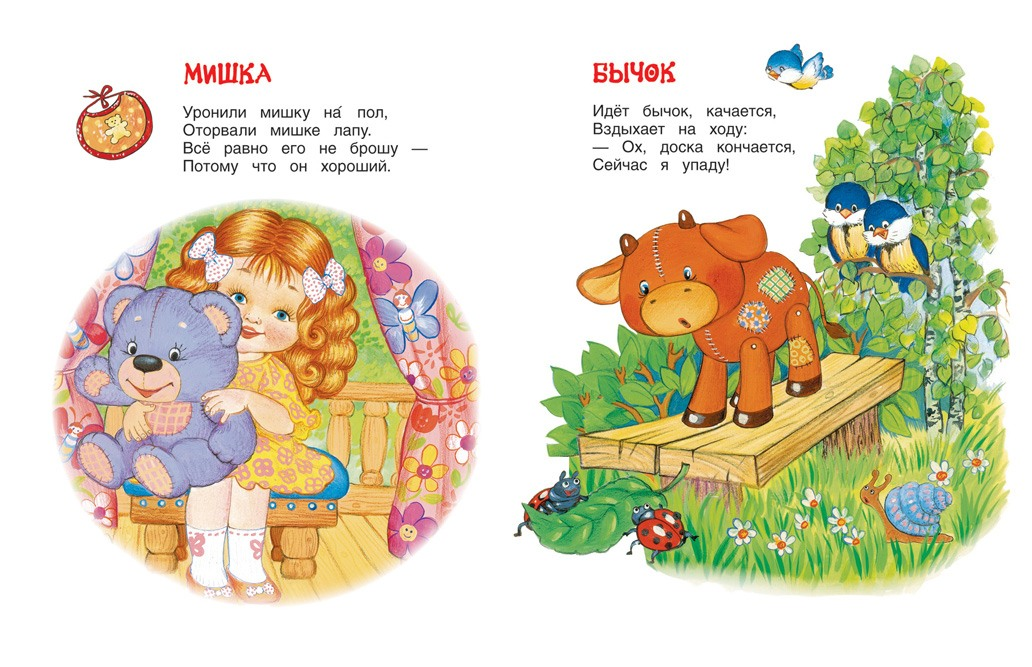 МИШКА
Уронили мишку на́ пол,
Оторвали мишке лапу.
Всё равно его не брошу —
Потому что он хороший.
БЫЧОК
Идёт бычок, качается,
Вздыхает на ходу:
— Ох, доска кончается,
Сейчас я упаду!